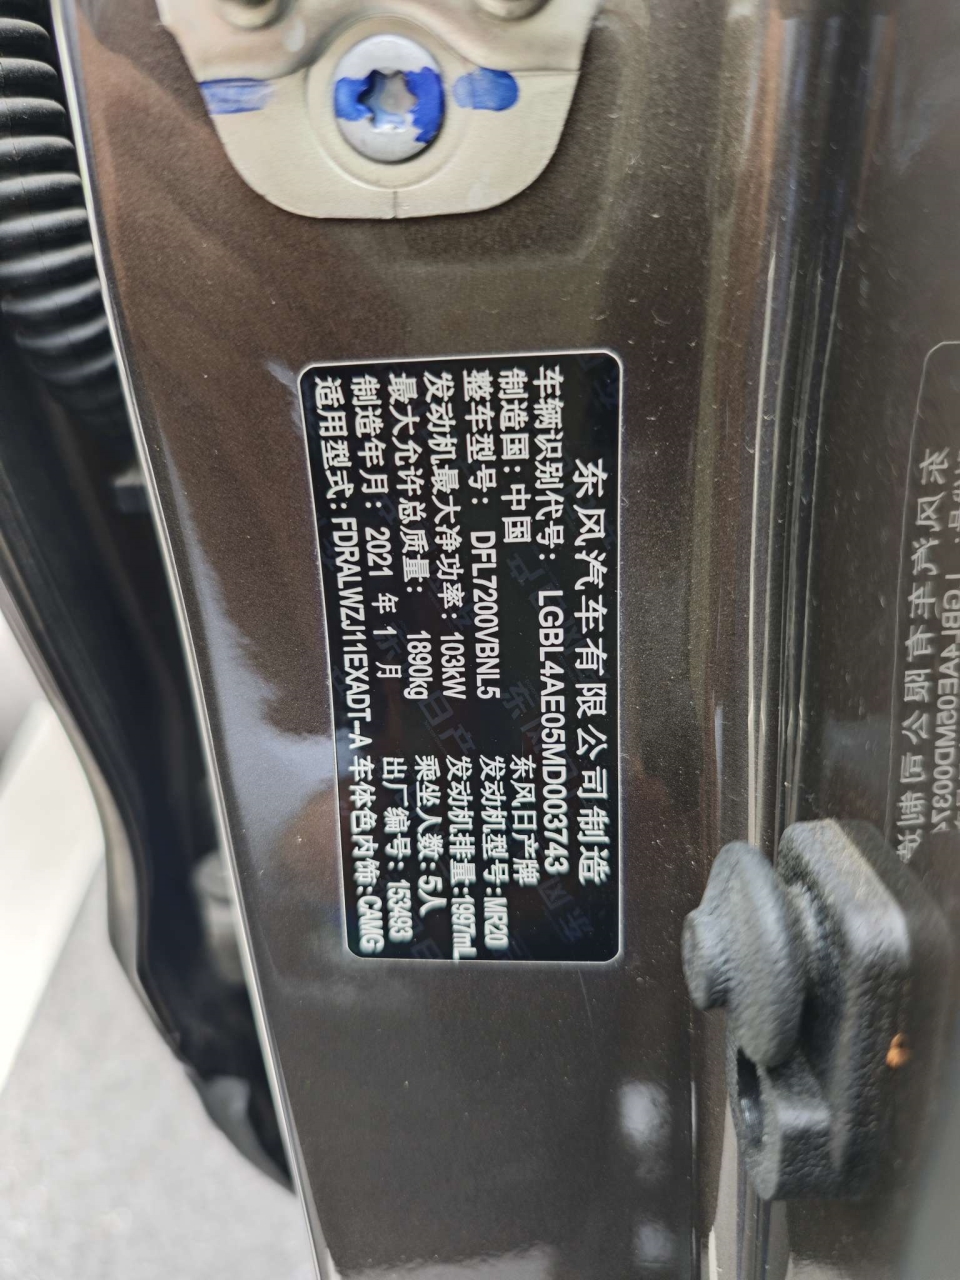 东风汽车有限公司制造
车辆识别代号：LGBL4AE05MD003743
制造国：中国 东风日产牌
整车型号：DFL7200VBNL5 发动机型号：MR20
发动机最大净功率：103kW 发动机排量：1997mL
最大允许总质量：1890kg 乘坐人数：5人
制造年月：2021 年 1 月 出厂编号：153493
适用型式：FDRALWZJ11EXADT-A 车体色内饰：CAMG